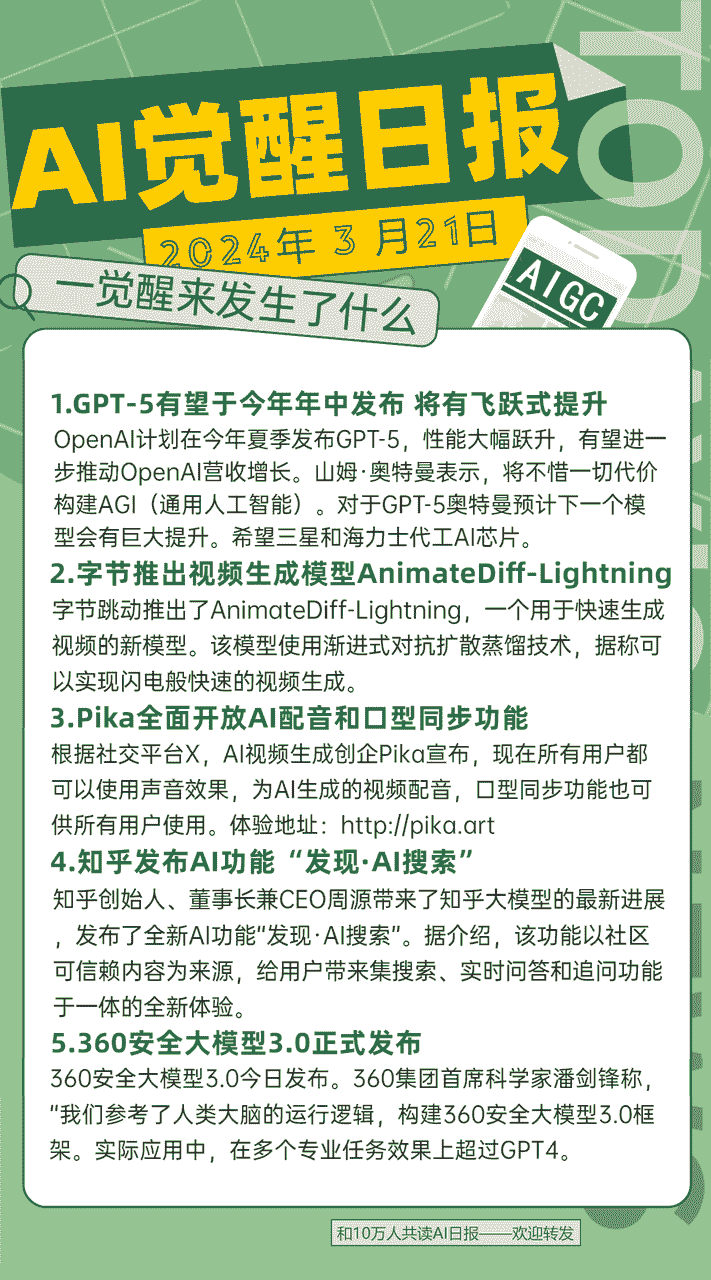 AI觉醒日报
2024年 3 月21日
一觉醒来发生了什么
AIGC
1.GPT-5有望于今年年中发布 将有飞跃式提升
OpenAI计划在今年夏季发布GPT-5，性能大幅跃升，有望进一
步推动OpenAI营收增长。山姆·奥特曼表示，将不惜一切代价
构建AGI（通用人工智能）。对于GPT-5奥特曼预计下一个模
型会有巨大提升。希望三星和海力士代工AI芯片。
2.字节推出视频生成模型AnimateDiff-Lightning
字节跳动推出了AnimateDiff-Lightning，一个用于快速生成
视频的新模型。该模型使用渐进式对抗扩散蒸馏技术，据称可
以实现闪电般快速的视频生成。
3.Pika全面开放AI配音和口型同步功能
根据社交平台X，AI视频生成创企Pika宣布，现在所有用户都
可以使用声音效果，为AI生成的视频配音，口型同步功能也可
供所有用户使用。体验地址：http://pika.art
4.知乎发布AI功能“发现·AI搜索”
知乎创始人、董事长兼CEO周源带来了知乎大模型的最新进展
，发布了全新AI功能"发现·AI搜索"。据介绍，该功能以社区
可信赖内容为来源，给用户带来集搜索、实时问答和追问功能
于一体的全新体验。
5.360安全大模型3.0正式发布
360安全大模型3.0今日发布。360集团首席科学家潘剑锋称，
"我们参考了人类大脑的运行逻辑，构建360安全大模型3.0框
架。实际应用中，在多个专业任务效果上超过GPT4。
和10万人共读AI日报——欢迎转发